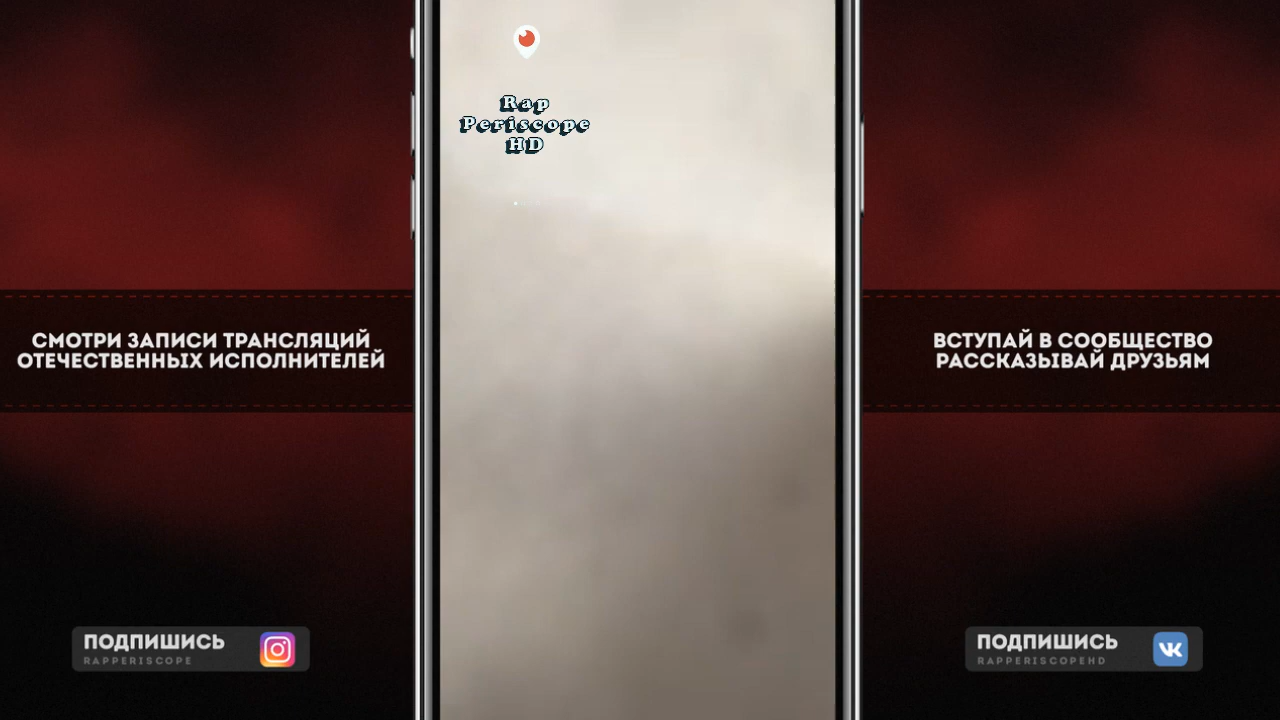 Rap
Periscope
HD
СМОТРИ ЗАПИСИ ТРАНСЛЯЦИЙ
ОТЕЧЕСТВЕННЫХ ИСПОЛНИТЕЛЕЙ
ВСТУПАЙ В СООБЩЕСТВО
РАССКАЗЫВАЙ ДРУЗЬЯМ
ПОДПИШИСЬ
RAPPERISCOPE
ПОДПИШИСЬ
RAPPERISCOPEHD